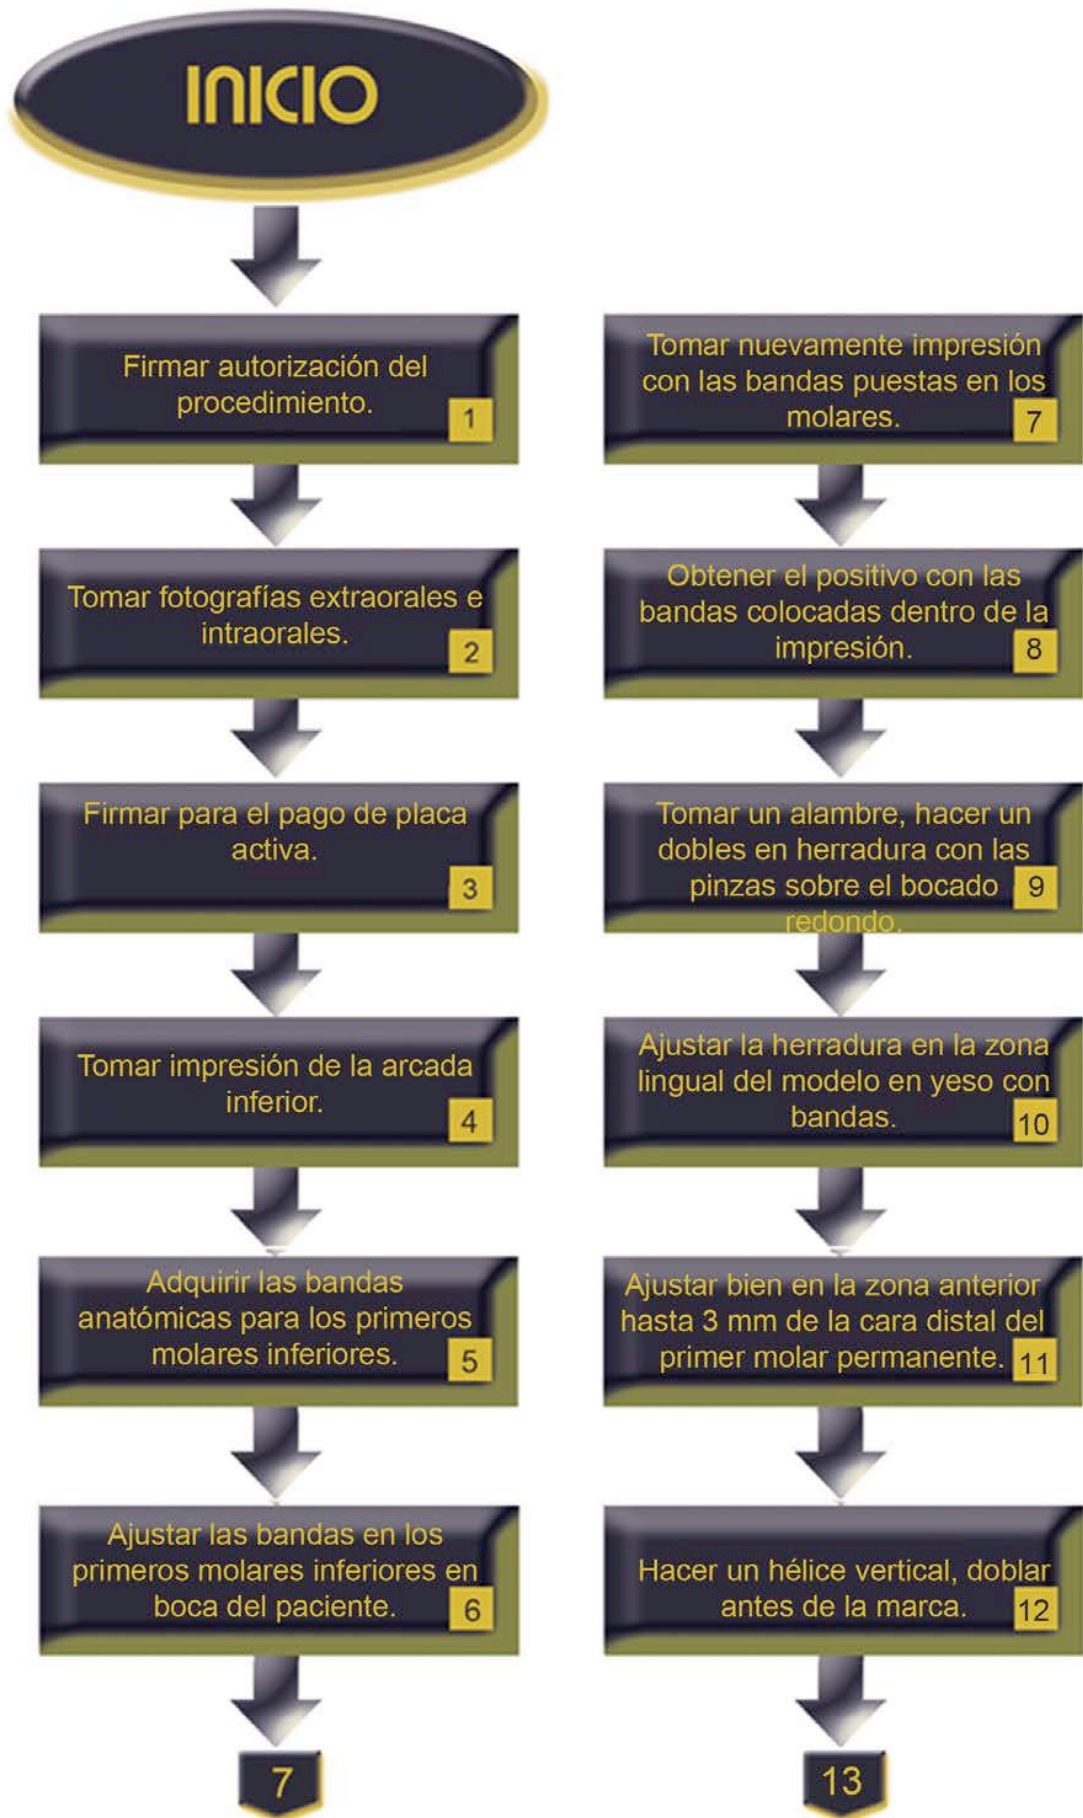 INICIO
Firmar autorización del
procedimiento.
1
Tomar fotografías extraorales e
intraorales.
2
Firmar para el pago de placa
activa.
3
Tomar impresión de la arcada
inferior.
4
Adquirir las bandas
anatómicas para los primeros
molares inferiores.
5
Ajustar las bandas en los
primeros molares inferiores en
boca del paciente.
6
7
Tomar nuevamente impresión
con las bandas puestas en los
molares.
7
Obtener el positivo con las
bandas colocadas dentro de la
impresión.
8
Tomar un alambre, hacer un
dobles en herradura con las
pinzas sobre el bocado
redondo.
9
Ajustar la herradura en la zona
lingual del modelo en yeso con
bandas.
10
Ajustar bien en la zona anterior
hasta 3 mm de la cara distal del
primer molar permanente.
11
Hacer un hélice vertical, doblar
antes de la marca.
12
13